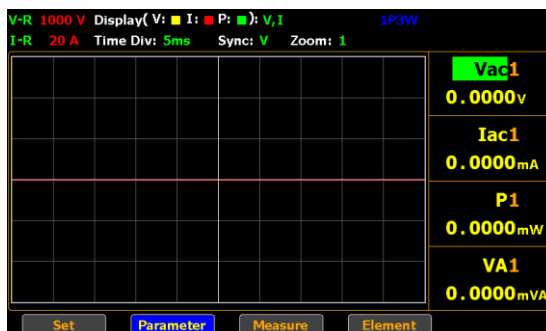 V-R 1000 V Display( V: I: P: ): V,I 1P3W
I-R 20 A Time Div: 5ms Sync: V Zoom: 1
Vac1
0.0000V
Iac1
0.0000mA
P1
0.0000mW
VA1
0.0000mVA
Set Parameter Measure Element